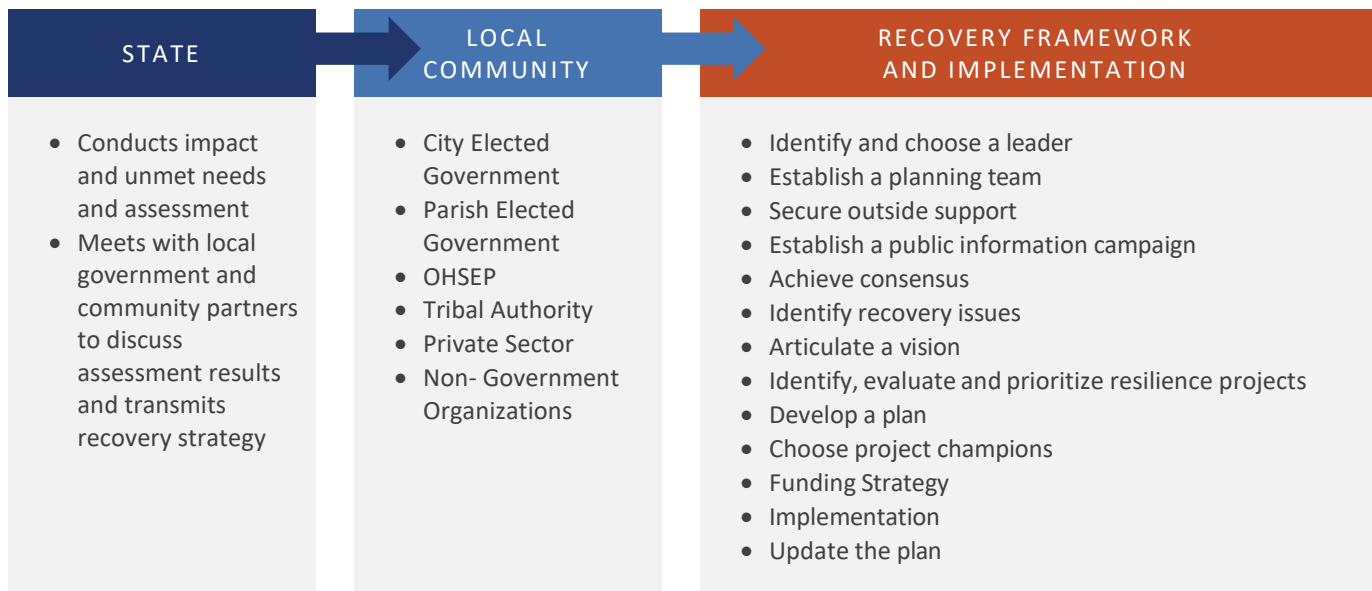 STATE
• Conducts impact
and unmet needs
and assessment
• Meets with local
government and
community partners
to discuss
assessment results
and transmits
recovery strategy
LOCAL
COMMUNITY
• City Elected
Government
• Parish Elected
Government
• OHSEP
• Tribal Authority
• Private Sector
• Non- Government
Organizations
RECOVERY FRAMEWORK
AND IMPLEMENTATION
• Identify and choose a leader
• Establish a planning team
• Secure outside support
• Establish a public information campaign
• Achieve consensus
• Identify recovery issues
• Articulate a vision
• Identify, evaluate and prioritize resilience projects
• Develop a plan
• Choose project champions
• Funding Strategy
• Implementation
• Update the plan